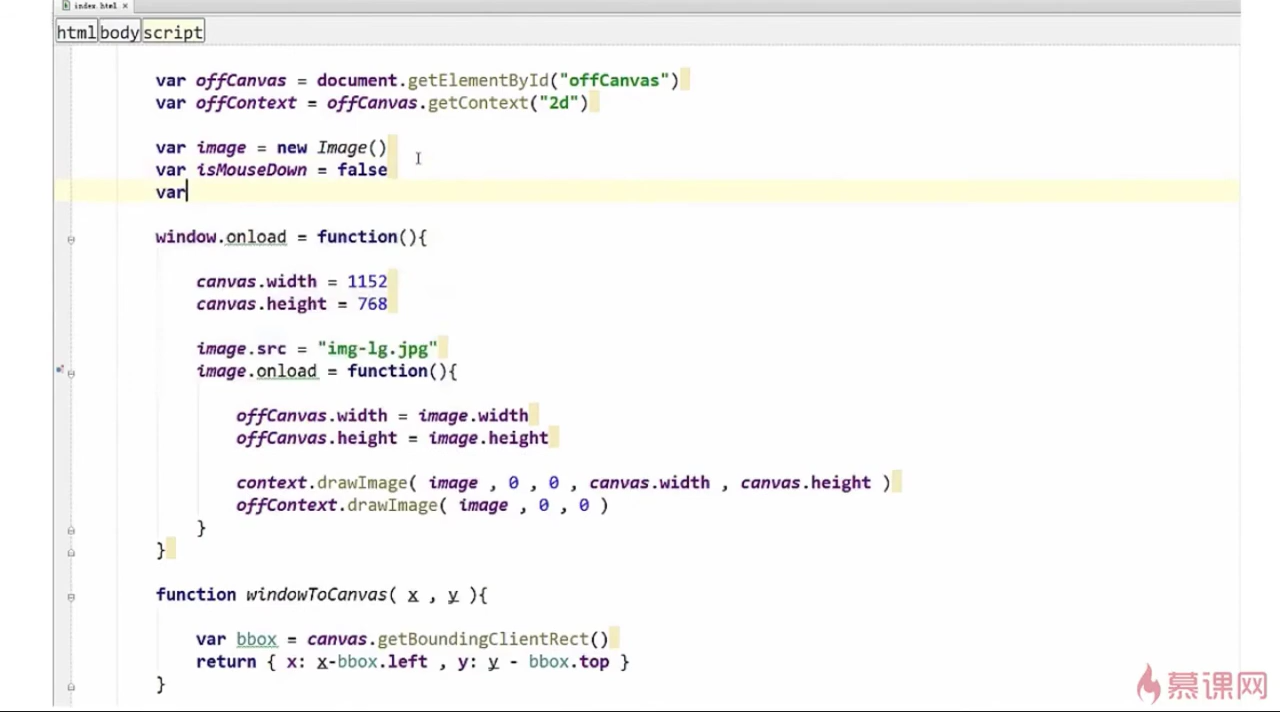 index.html ×
html body script
var offCanvas = document.getElementById("offCanvas")
var offContext = offCanvas.getContext("2d")
var image = new Image()
var isMouseDown = false
var
window.onload = function(){
canvas.width = 1152
canvas.height = 768
image.src = "img-lg.jpg"
image.onload = function(){
offCanvas.width = image.width
offCanvas.height = image.height
context.drawImage( image , 0 , 0 , canvas.width , canvas.height )
offContext.drawImage( image , 0 , 0 )
}
}
function windowToCanvas( x , y ){
var bbox = canvas.getBoundingClientRect()
return { x: x-bbox.left , y: y - bbox.top }
}
慕课网